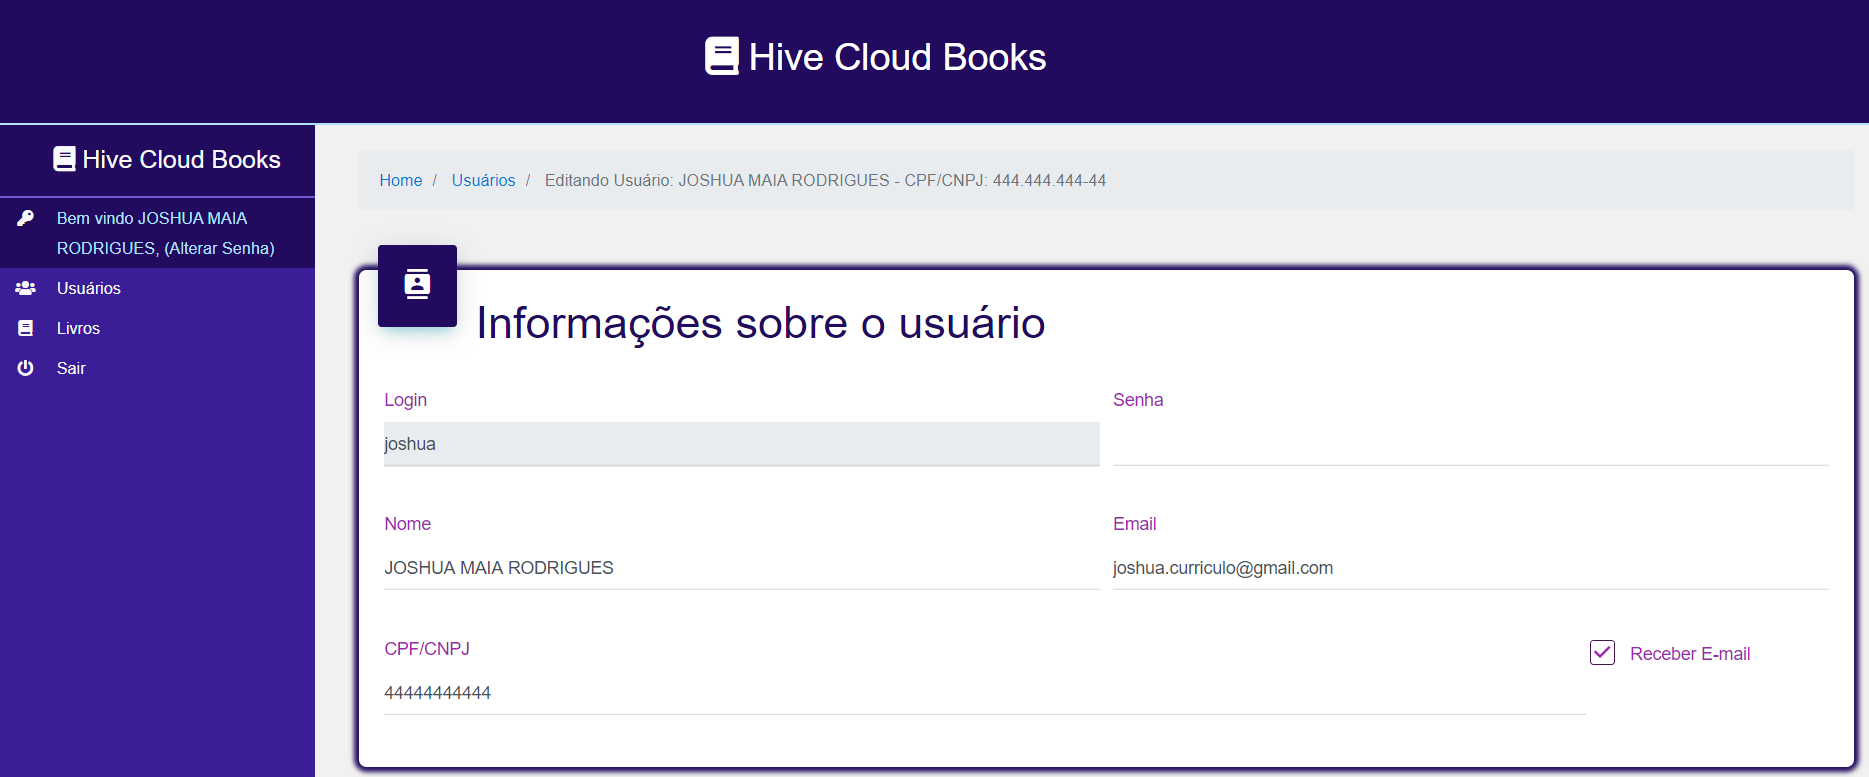 Hive Cloud Books
Hive Cloud Books
Bem vindo JOSHUA MAIA
RODRIGUES, (Alterar Senha)
Usuários
Livros
Sair
Home / Usuários / Editando Usuário: JOSHUA MAIA RODRIGUES - CPF/CNPJ: 444.444.444-44
Informações sobre o usuário
Login
joshua
Senha
Nome
JOSHUA MAIA RODRIGUES
Email
joshua.curriculo@gmail.com
CPF/CNPJ
44444444444
Receber E-mail